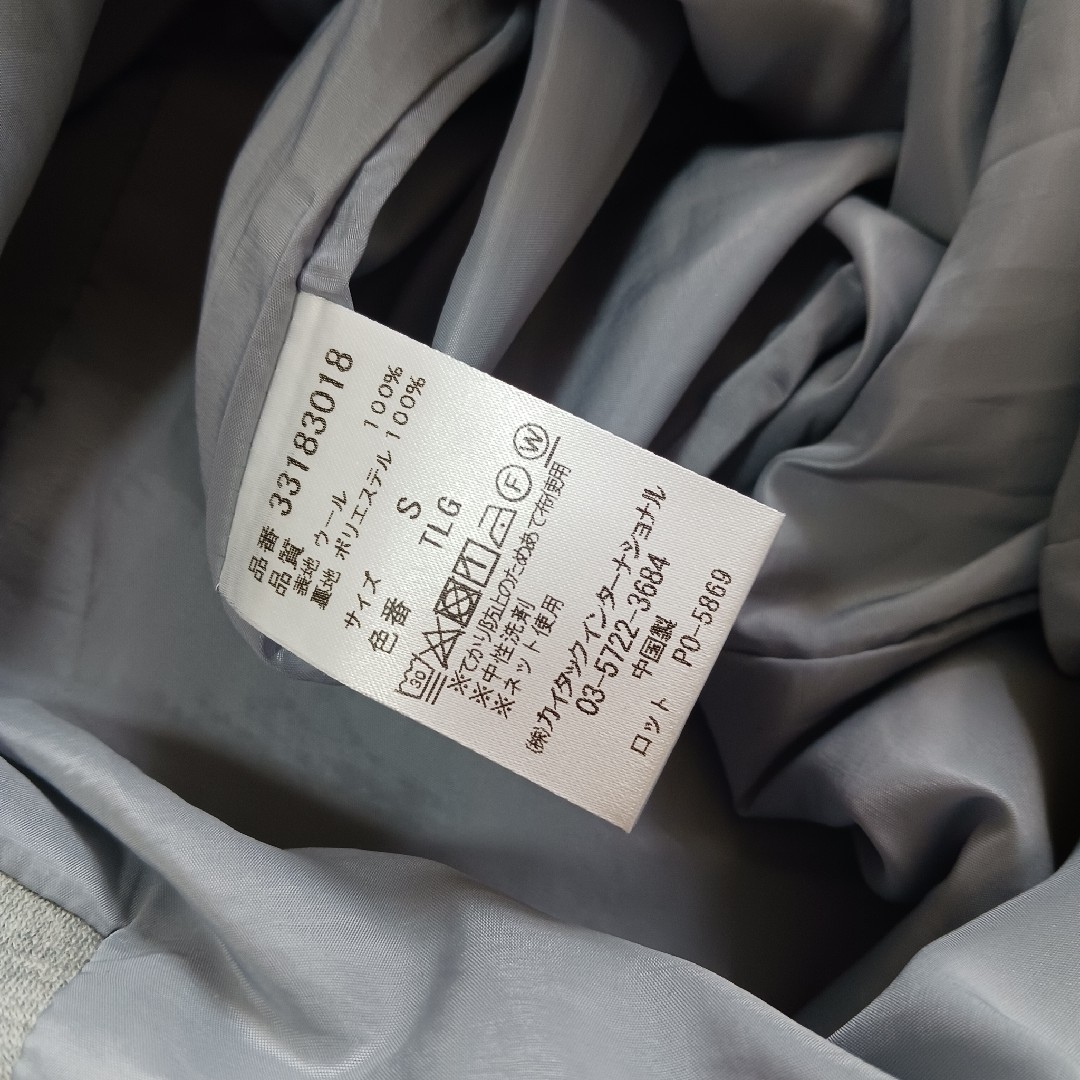 品番 33183018
品質
表地 ウール 100%
裏地 ポリエステル 100%
サイズ S
色番 TLG
30 F W
※てかり防止のためあて布使用
※中性洗剤
※ネット使用
(株)カイタックインターナショナル
03-5722-3684
中国製
ロット PO-5869